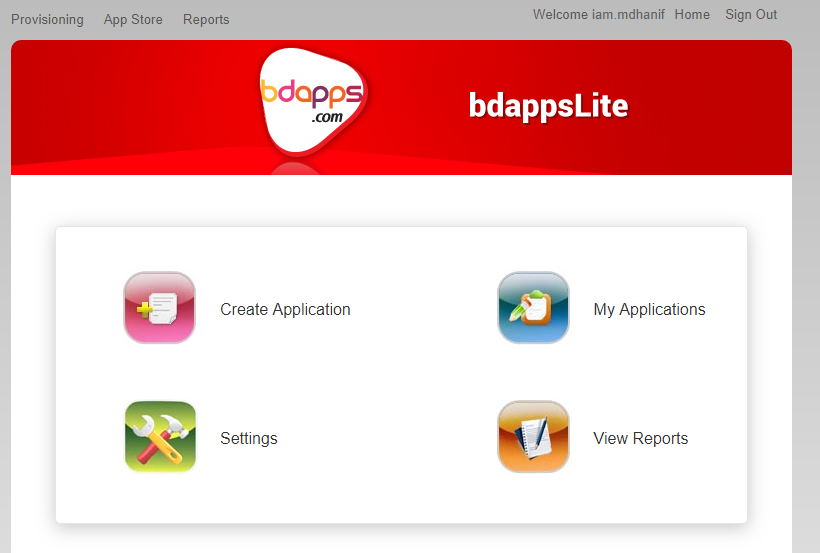 Provisioning App Store Reports Welcome iam.mdhanif Home Sign Out
bdapps
.com
bdappsLite
Create Application My Applications
Settings View Reports